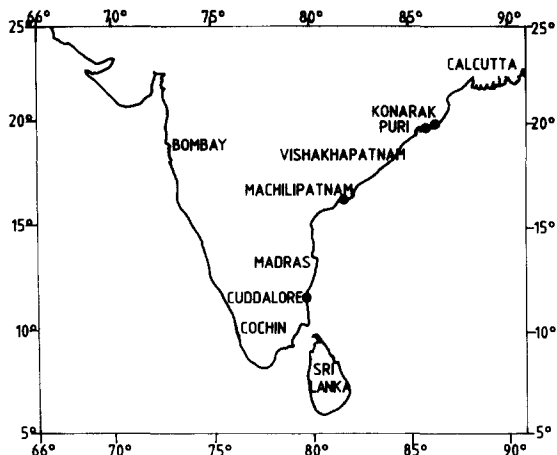 66° 70° 75° 80° 85° 90°
25° 25°
CALCUTTA
KONARAK
20° PURI 20°
BOMBAY
VISHAKHAPATNAM
MACHILIPATNAM
15° 15°
MADRAS
CUDDALORE
COCHIN
10° 10°
SRI
LANKA
5° 5°
66° 70° 75° 80° 85° 90°